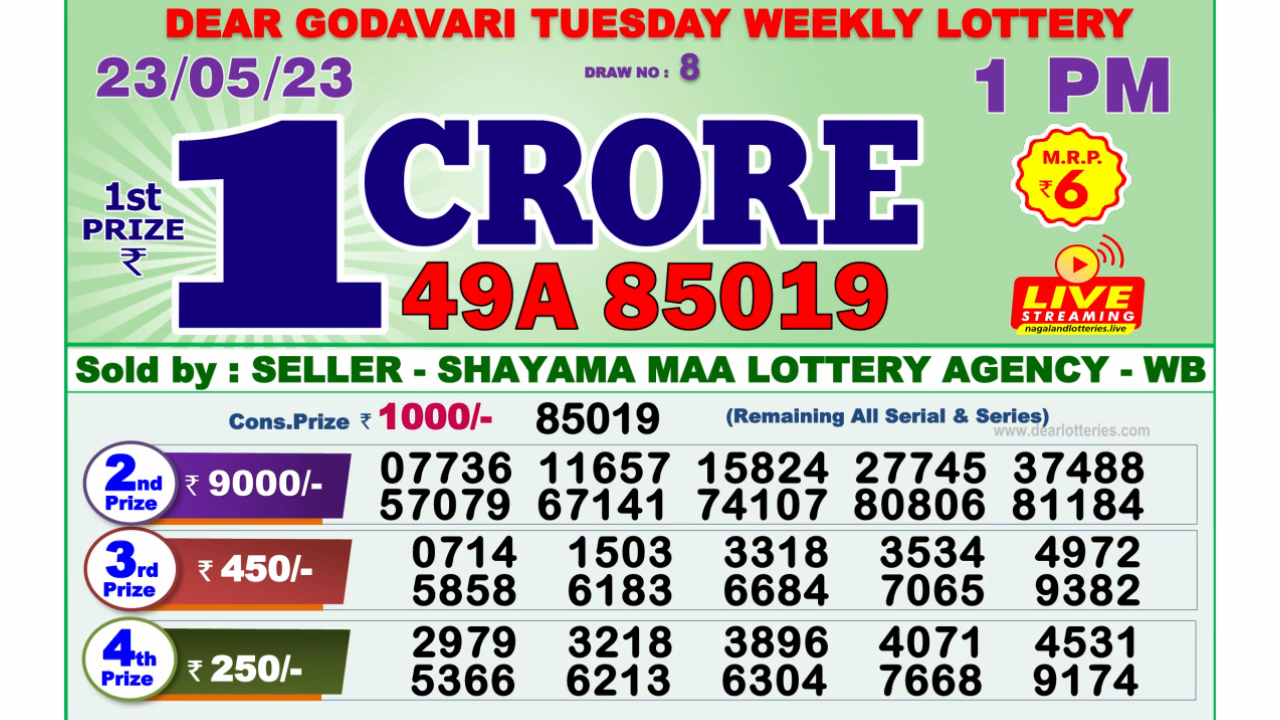 DEAR GODAVARI TUESDAY WEEKLY LOTTERY
23/05/23
DRAW NO : 8
1 PM
1st
PRIZE
₹
1 CRORE
49A 85019
M.R.P.
₹6
LIVE
STREAMING
nagalandlotteries.live
Sold by : SELLER - SHAYAMA MAA LOTTERY AGENCY - WB
Cons.Prize ₹ 1000/- 85019 (Remaining All Serial & Series)
www.dearlotteries.com
2nd Prize ₹ 9000/-
07736 11657 15824 27745 37488
57079 67141 74107 80806 81184
3rd Prize ₹ 450/-
0714 1503 3318 3534 4972
5858 6183 6684 7065 9382
4th Prize ₹ 250/-
2979 3218 3896 4071 4531
5366 6213 6304 7668 9174